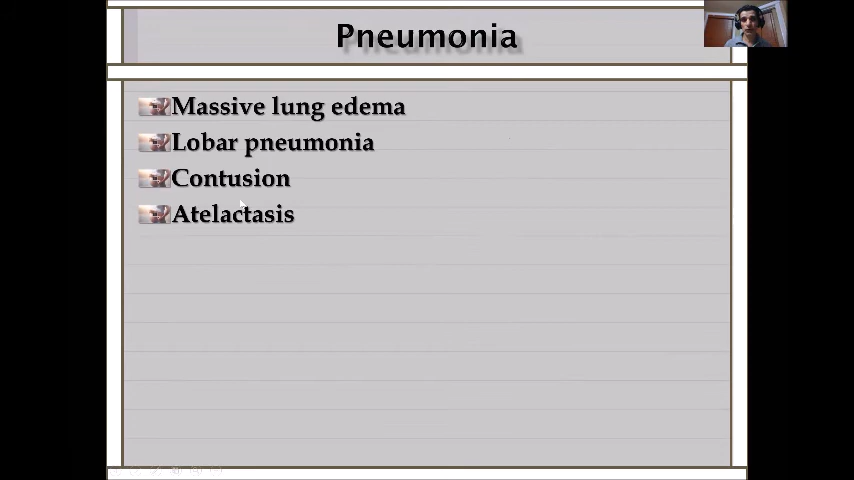 Pneumonia
Massive lung edema
Lobar pneumonia
Contusion
Atelactasis